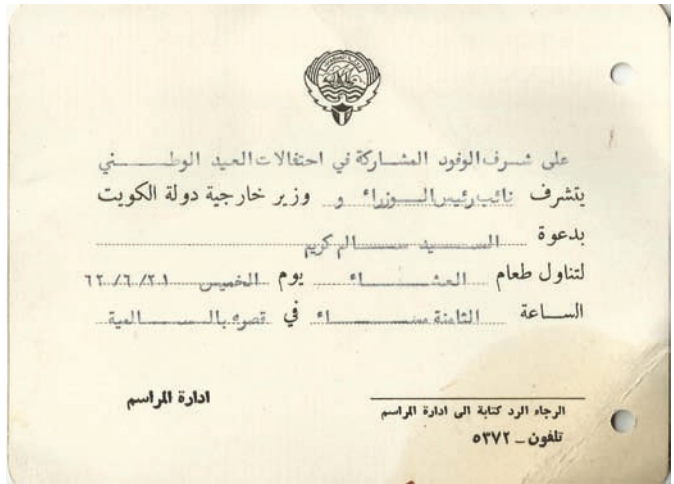 على شرف الوفود المشاركة في احتفالات العيد الوطني
يتشرف نائب رئيس الوزراء و وزير خارجية دولة الكويت
بدعوة السيد سالم كريم
لتناول طعام العشاء يوم الخميس ٦٢/٦/٢١
الساعة الثامنة مساء في قصره بالسالمية
ادارة المراسم
الرجاء الرد كتابة الى ادارة المراسم
تلفون ـ ٥٣٧٢